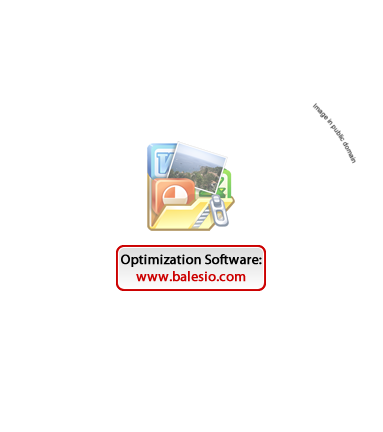 Image in public domain
Optimization Software:
www.balesio.com